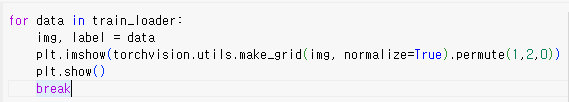 for data in train_loader:
    img, label = data
    plt.imshow(torchvision.utils.make_grid(img, normalize=True).permute(1,2,0))
    plt.show()
    break